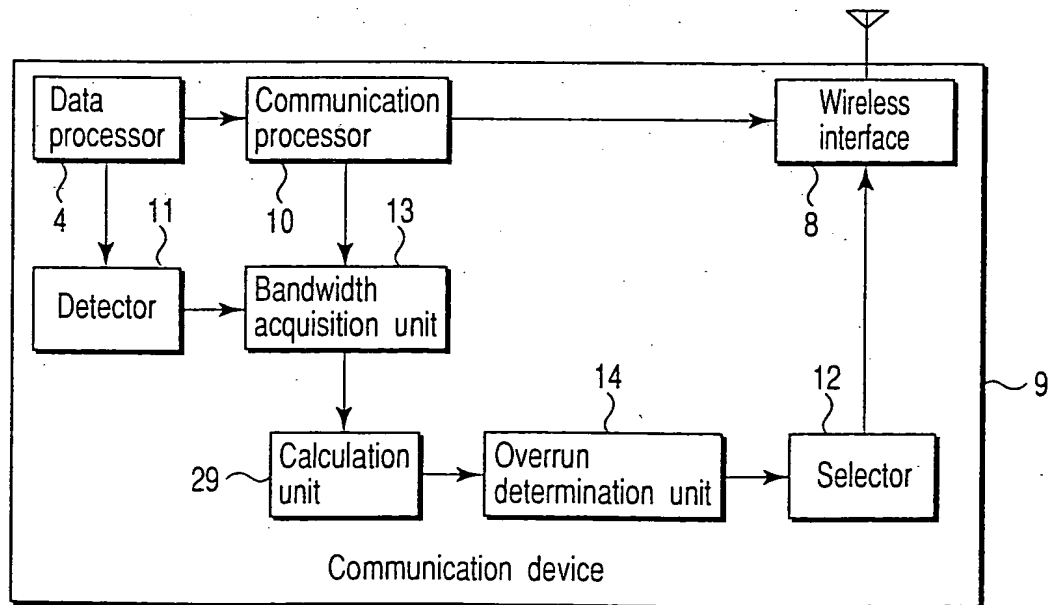 Data
processor
Communication
processor
Wireless
interface
4
11
10
13
8
Detector
Bandwidth
acquisition unit
14
12
9
29
Calculation
unit
Overrun
determination unit
Selector
Communication device